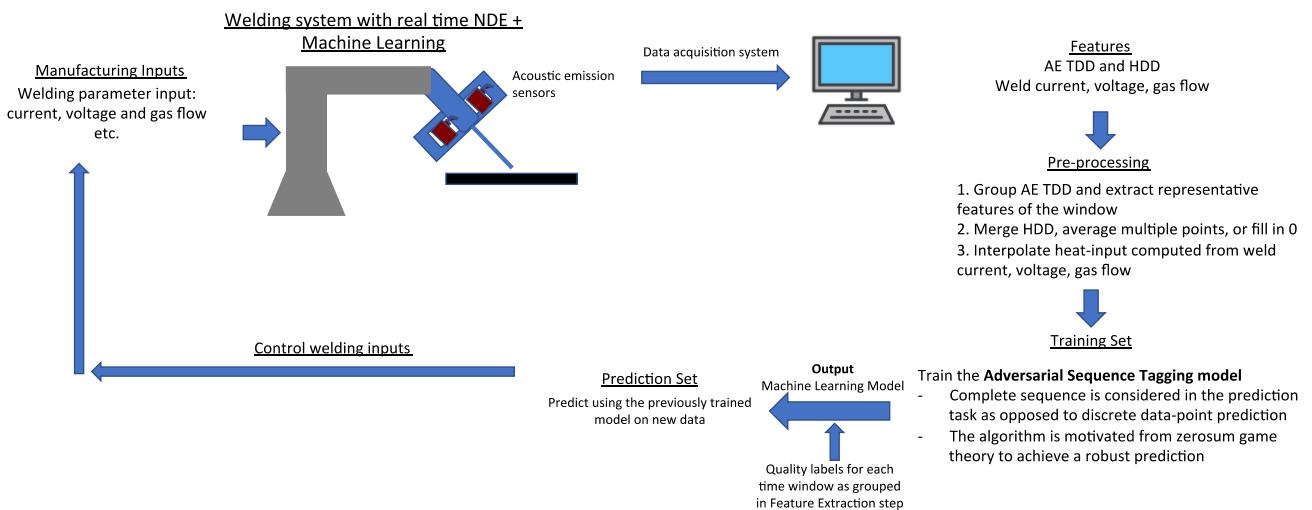 Welding system with real time NDE +
Machine Learning
Manufacturing Inputs
Welding parameter input:
current, voltage and gas flow
etc.
Acoustic emission
sensors
Data acquisition system
Features
AE TDD and HDD
Weld current, voltage, gas flow
Pre-processing
1. Group AE TDD and extract representative
features of the window
2. Merge HDD, average multiple points, or fill in 0
3. Interpolate heat-input computed from weld
current, voltage, gas flow
Training Set
Train the Adversarial Sequence Tagging model
- Complete sequence is considered in the prediction
task as opposed to discrete data-point prediction
- The algorithm is motivated from zerosum game
theory to achieve a robust prediction
Output
Machine Learning Model
Quality labels for each
time window as grouped
in Feature Extraction step
Prediction Set
Predict using the previously trained
model on new data
Control welding inputs